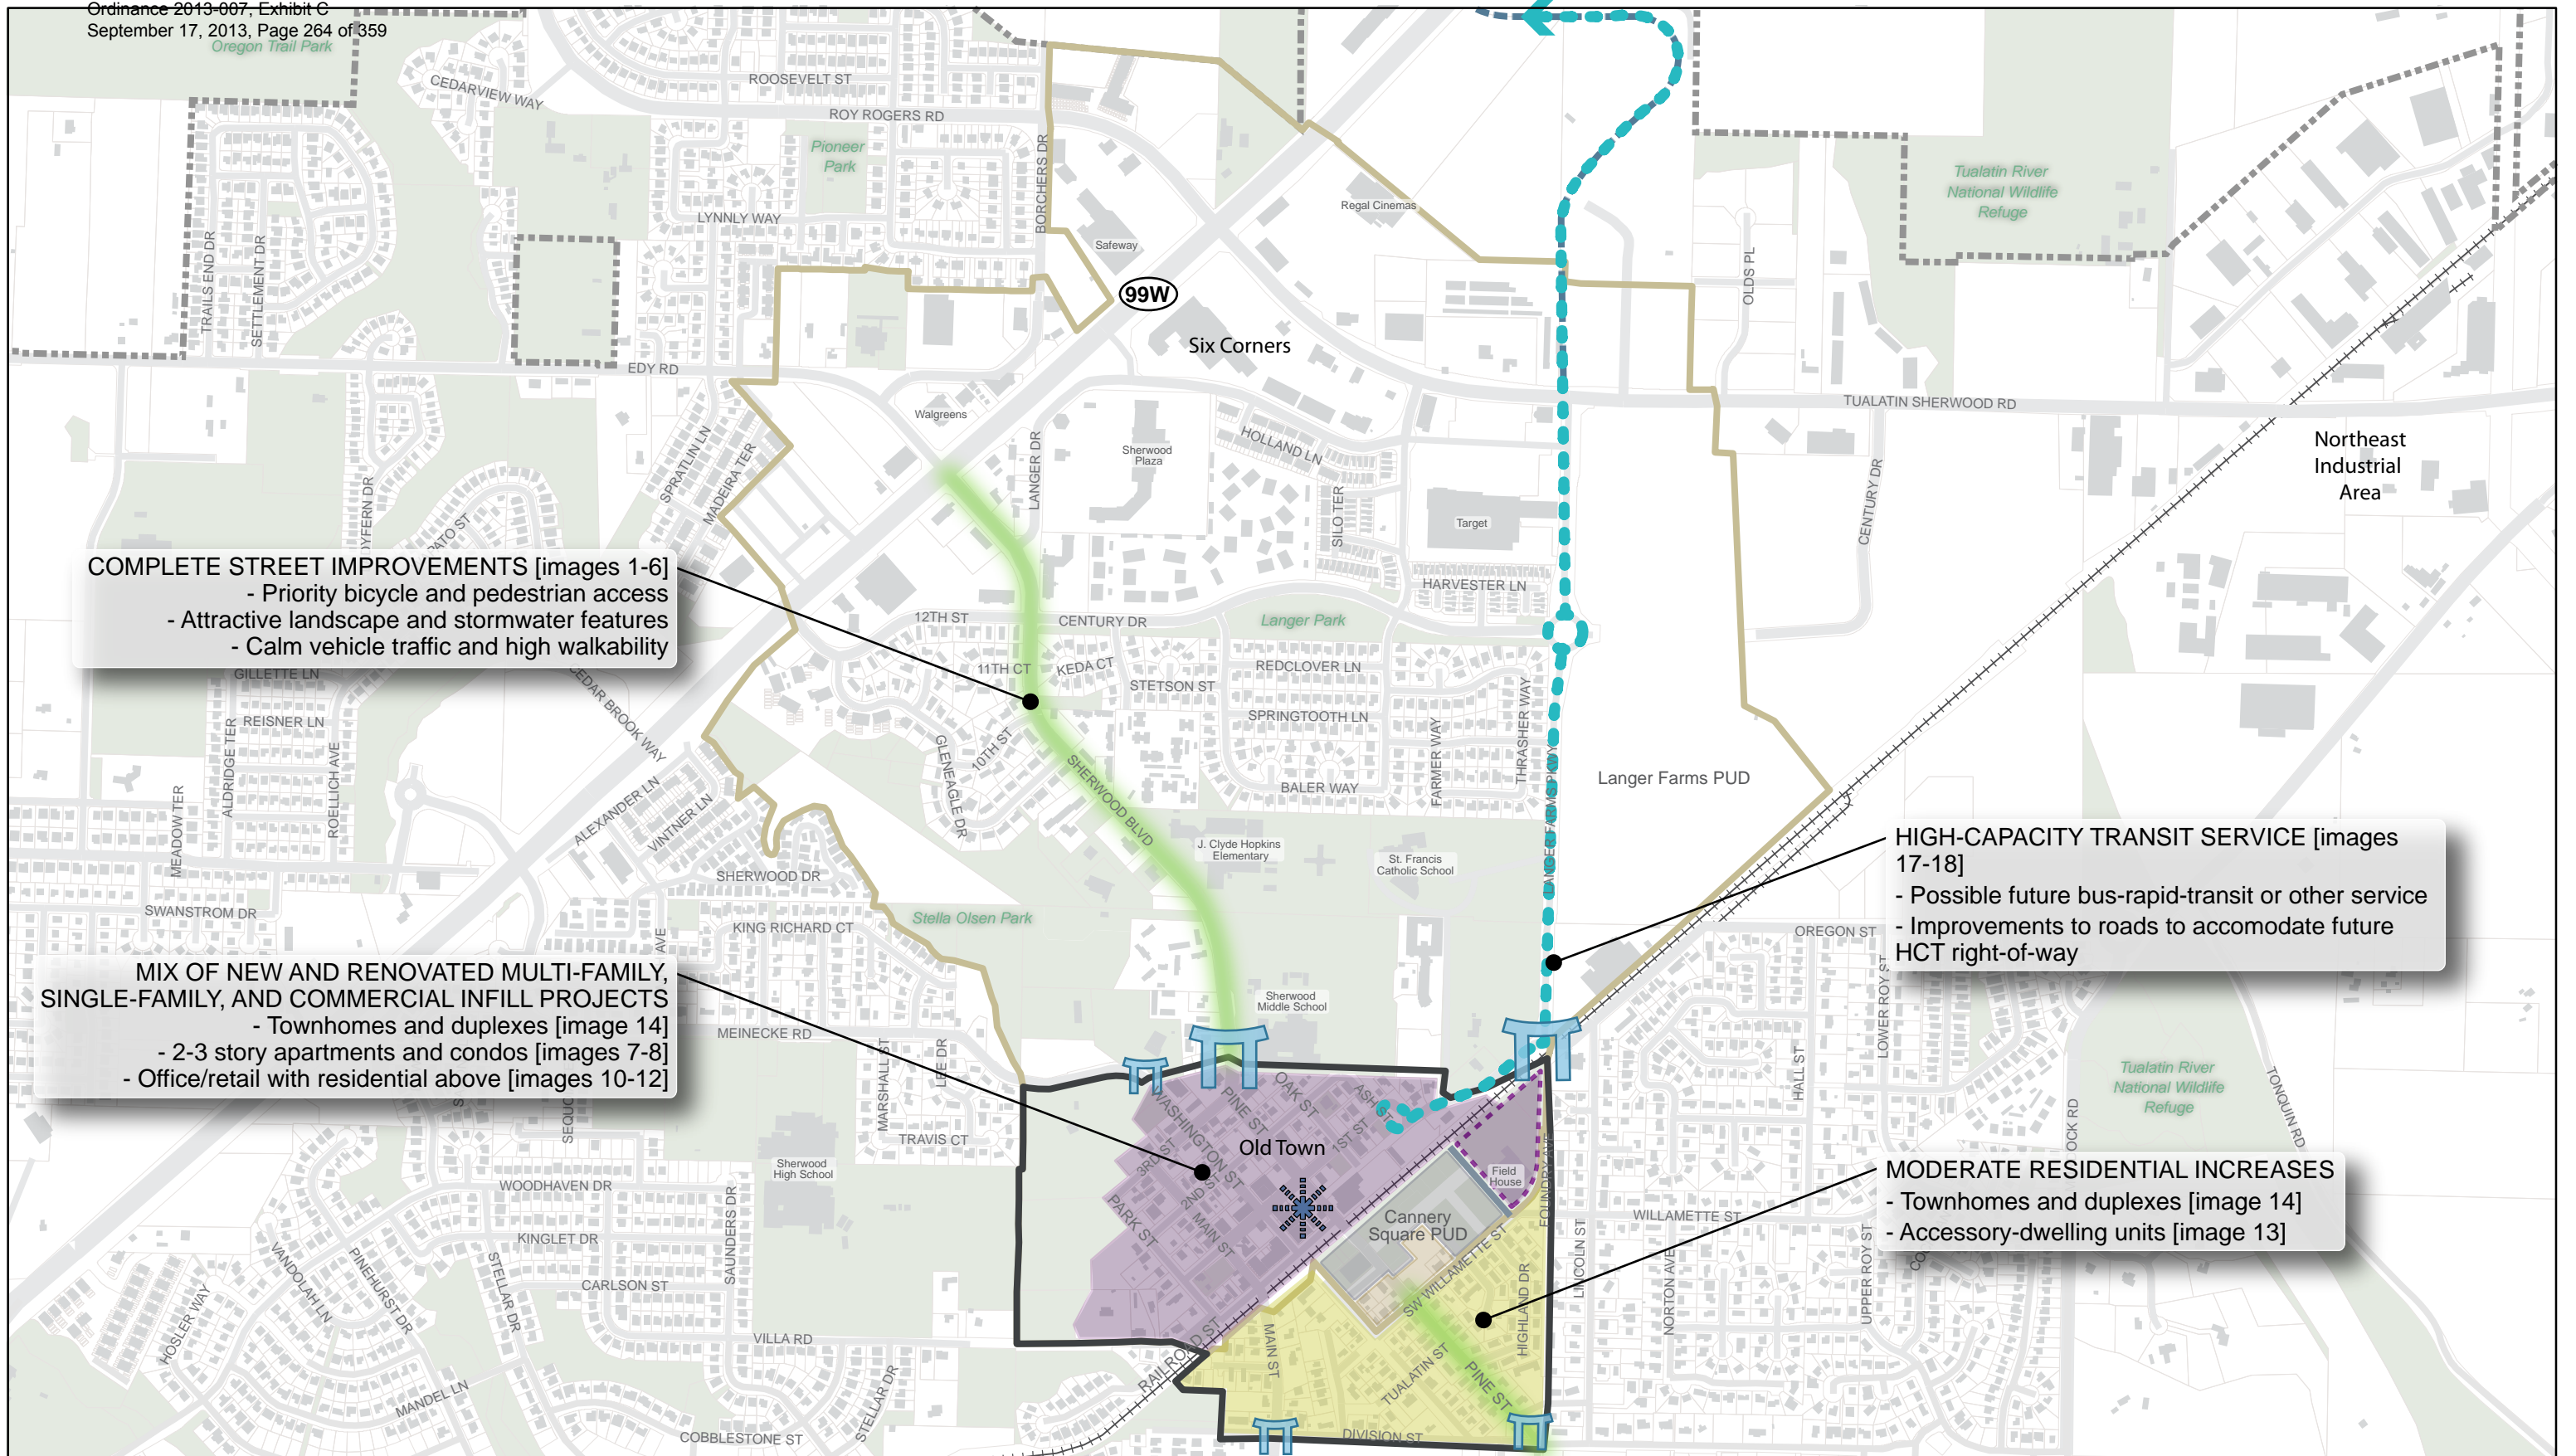 Ordinance 2013-007, Exhibit C
September 17, 2013, Page 264 of 359
Oregon Trail Park
CEDARVIEW WAY
ROOSEVELT ST
ROY ROGERS RD
Pioneer
Park
BORCHERS DR
LYNNLY WAY
Safeway
Regal Cinemas
Tualatin River
National Wildlife
Refuge
TRAILS END DR
SETTLEMENT DR
OLDS PL
99W
Six Corners
EDY RD
Walgreens
TUALATIN SHERWOOD RD
Northeast
Industrial
Area
SPRATLIN LN
MADEIRA TER
LANGER DR
Sherwood
Plaza
HOLLAND LN
SILO TER
Target
CENTURY DR
DYFERN DR
PATO ST
COMPLETE STREET IMPROVEMENTS [images 1-6]
- Priority bicycle and pedestrian access
- Attractive landscape and stormwater features
- Calm vehicle traffic and high walkability
HARVESTER LN
12TH ST
CENTURY DR
Langer Park
11TH CT
KEDA CT
REDCLOVER LN
STETSON ST
GILLETTE LN
CEDAR BROOK WAY
REISNER LN
ALDRIDGE TER
ROELLICH AVE
MEADOW TER
SPRINGTOOTH LN
10TH ST
GLENEAGLE DR
SHERWOOD BLVD
FARMER WAY
THRASHER WAY
LANGER FARMS PKWY
BALER WAY
Langer Farms PUD
ALEXANDER LN
VINTNER LN
J. Clyde Hopkins
Elementary
St. Francis
Catholic School
HIGH-CAPACITY TRANSIT SERVICE [images
17-18]
- Possible future bus-rapid-transit or other service
- Improvements to roads to accomodate future
HCT right-of-way
SHERWOOD DR
SWANSTROM DR
KING RICHARD CT
Stella Olsen Park
AVE
OREGON ST
LOWER ROY ST
MIX OF NEW AND RENOVATED MULTI-FAMILY,
SINGLE-FAMILY, AND COMMERCIAL INFILL PROJECTS
- Townhomes and duplexes [image 14]
- 2-3 story apartments and condos [images 7-8]
- Office/retail with residential above [images 10-12]
Sherwood
Middle School
MEINECKE RD
MARSHALL ST
LEE DR
TRAVIS CT
SEQUO
HALL ST
Tualatin River
National Wildlife
Refuge
TONQUIN RD
OCK RD
WASHINGTON ST
PINE ST
OAK ST
ASH ST
1ST ST
Old Town
3RD ST
2ND S
MAIN ST
PARK ST
Field
House
FOUNDRY AVE
Sherwood
High School
WOODHAVEN DR
MODERATE RESIDENTIAL INCREASES
- Townhomes and duplexes [image 14]
- Accessory-dwelling units [image 13]
Cannery
Square PUD
SW WILLAMETTE ST
WILLAMETTE ST
LINCOLN ST
NORTON AVE
UPPER ROY ST
CO
KINGLET DR
SAUNDERS DR
CARLSON ST
VANDOLAH LN
PINEHURST DR
STELLAR DR
HOSLER WAY
VILLA RD
RAILROAD ST
MAIN ST
TUALATIN ST
PINE ST
HIGHLAND DR
MANDEL LN
STELLAR DR
COBBLESTONE ST
DIVISION ST